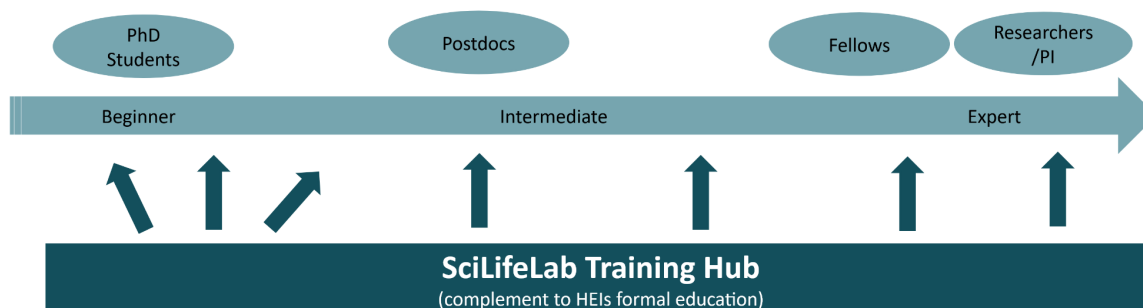 PhD
Students
Postdocs
Fellows
Researchers
/PI
Beginner
Intermediate
Expert
SciLifeLab Training Hub
(complement to HEIs formal education)